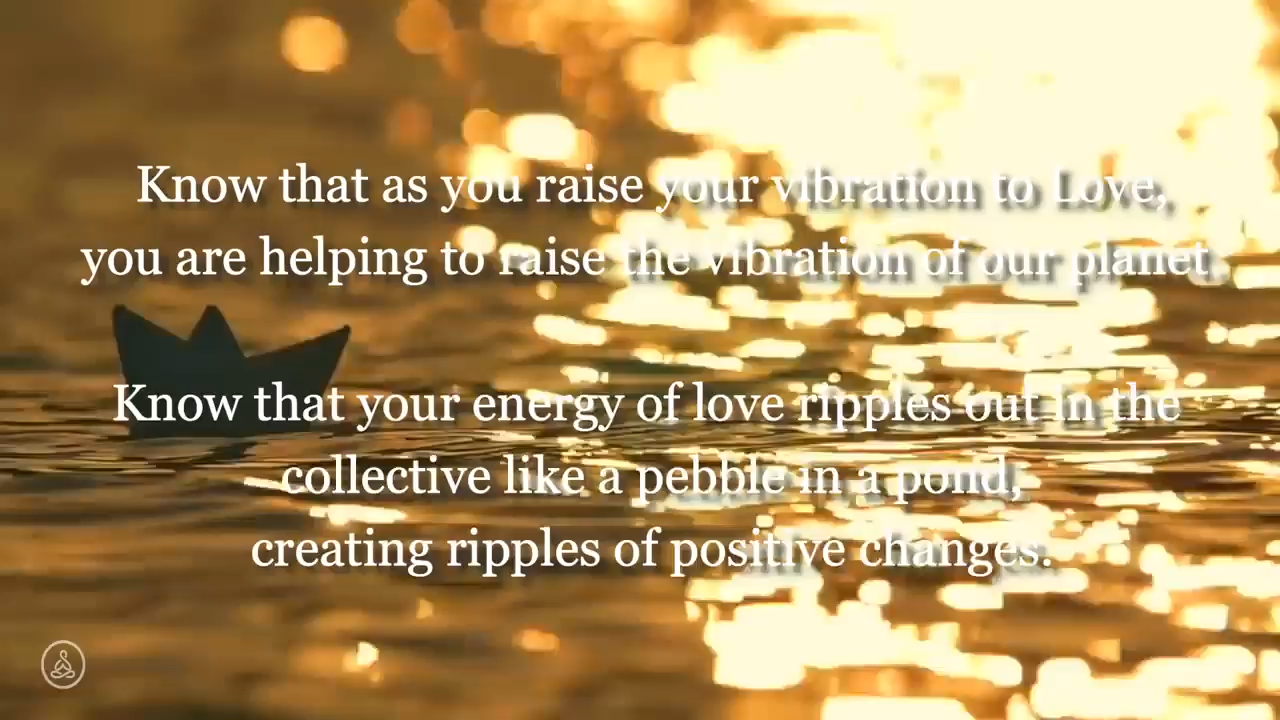 Know that as you raise your vibration to Love,
you are helping to raise the vibration of our planet
Know that your energy of love ripples out in the
collective like a pebble in a pond,
creating ripples of positive changes.